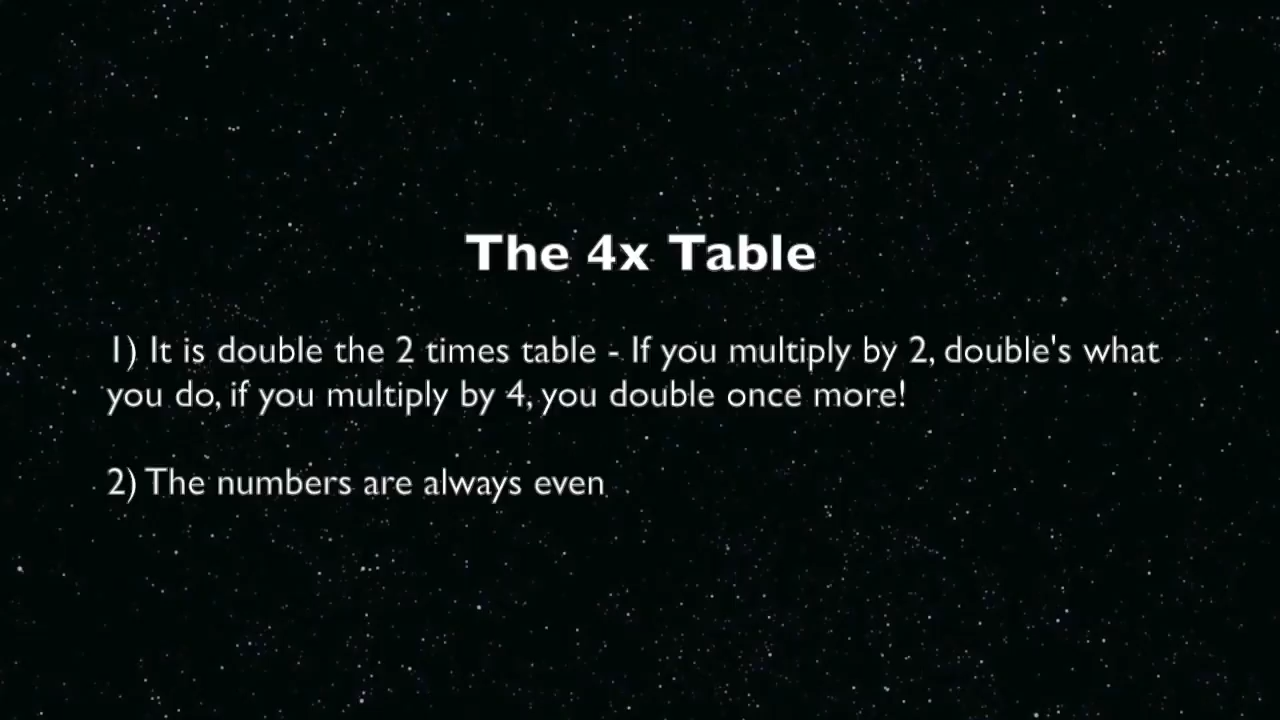 The 4x Table
1) It is double the 2 times table - If you multiply by 2, double's what
you do, if you multiply by 4, you double once more!
2) The numbers are always even